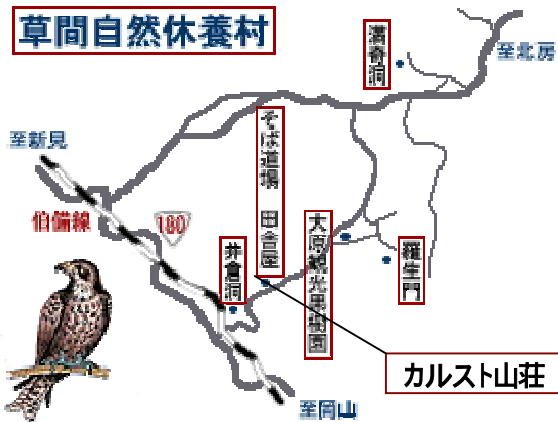 草間自然休養村
満奇洞
至北房
至新見
そば道場 田舎屋
伯備線
180
井倉洞
大原観光果樹園
羅生門
カルスト山荘
至岡山